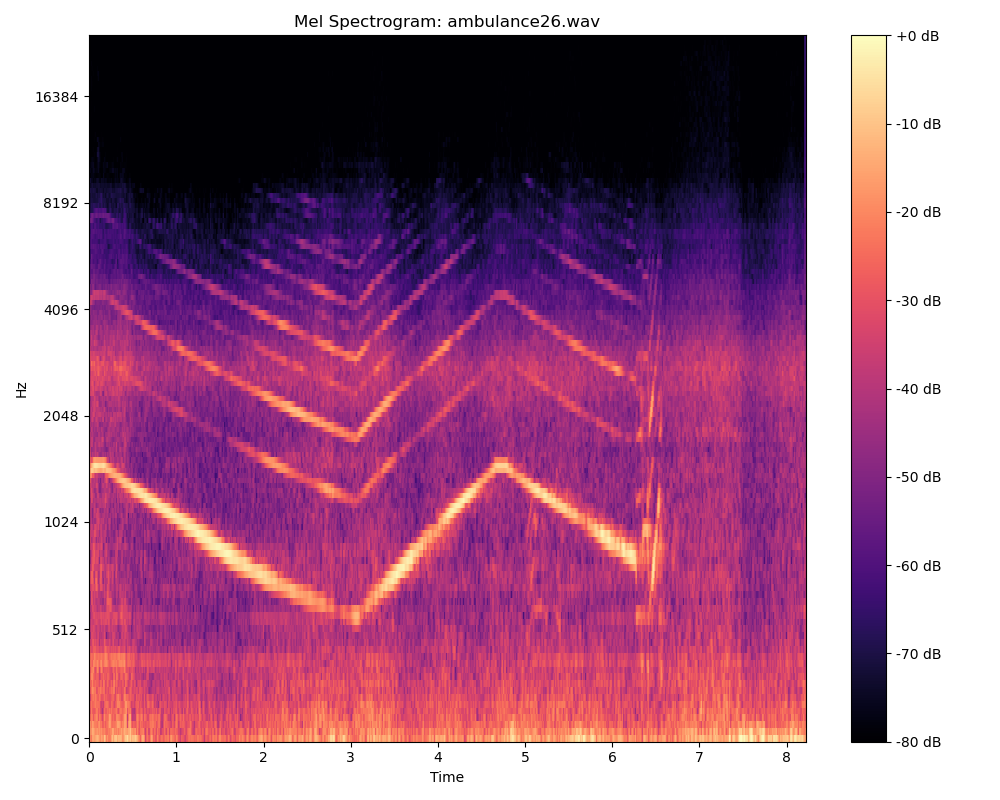 Mel Spectrogram: ambulance26.wav
16384
8192
4096
2048
1024
512
0
Hz
0 1 2 3 4 5 6 7 8
Time
+0 dB
-10 dB
-20 dB
-30 dB
-40 dB
-50 dB
-60 dB
-70 dB
-80 dB